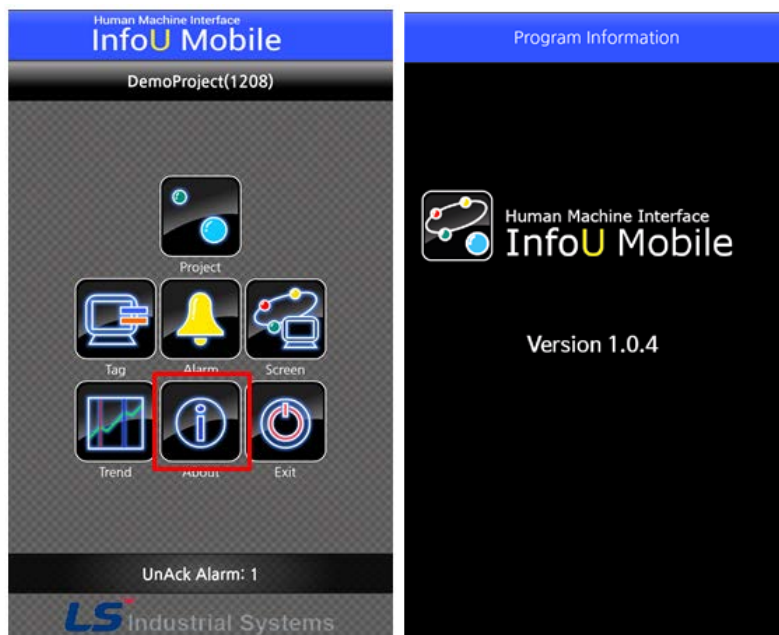 Human Machine Interface
InfoU Mobile
DemoProject(1208)
Project
Tag
Alarm
Screen
Trend
About
Exit
UnAck Alarm: 1
LS Industrial Systems
Program Information
Human Machine Interface
InfoU Mobile
Version 1.0.4